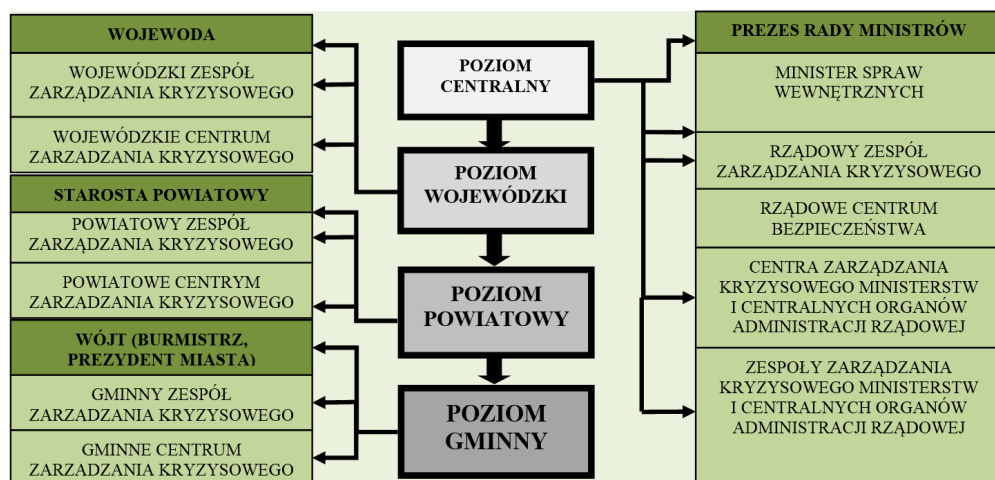 WOJEWODA
WOJEWÓDZKI ZESPÓŁ
ZARZĄDZANIA KRYZYSOWEGO
WOJEWÓDZKIE CENTRUM
ZARZĄDZANIA KRYZYSOWEGO
STAROSTA POWIATOWY
POWIATOWY ZESPÓŁ
ZARZĄDZANIA KRYZYSOWEGO
POWIATOWE CENTRYM
ZARZĄDZANIA KRYZYSOWEGO
WÓJT (BURMISTRZ,
PREZYDENT MIASTA)
GMINNY ZESPÓŁ
ZARZADZANIA KRYZYSOWEGO
GMINNE CENTRUM
ZARZĄDZANIA KRYZYSOWEGO
POZIOM
CENTRALNY
POZIOM
WOJEWÓDZKI
POZIOM
POWIATOWY
POZIOM
GMINNY
PREZES RADY MINISTRÓW
MINISTER SPRAW
WEWNĘTRZNYCH
RZĄDOWY ZESPÓŁ
ZARZĄDZANIA KRYZYSOWEGO
RZĄDOWE CENTRUM
BEZPIECZEŃSTWA
CENTRA ZARZĄDZANIA
KRYZYSOWEGO MINISTERSTW
I CENTRALNYCH ORGANÓW
ADMINISTRACJI RZĄDOWEJ
ZESPOŁY ZARZĄDZANIA
KRYZYSOWEGO MINISTERSTW
I CENTRALNYCH ORGANÓW
ADMINISTRACJI RZĄDOWEJ